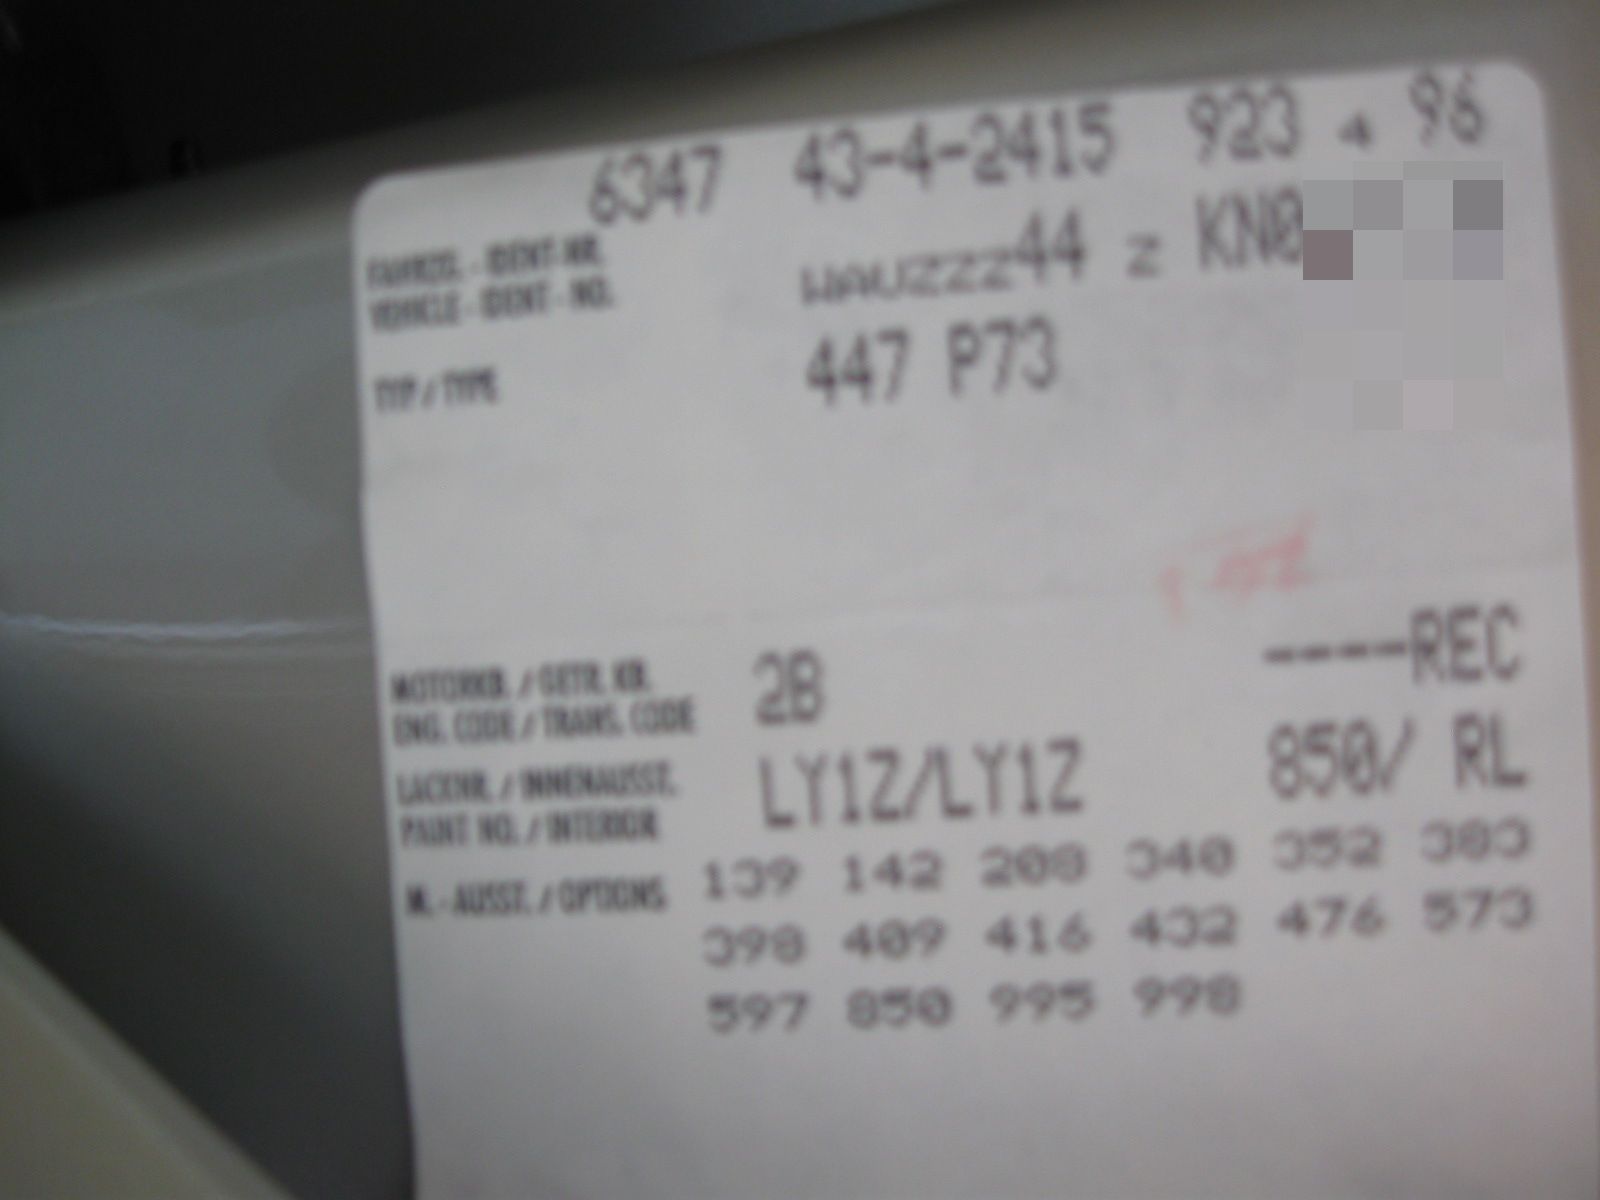 6347 43-4-2415 923 4 96
FAHRZG. - IDENT-NR.
VEHICLE - IDENT - NO. WAUZZZ44 Z KN0
TYP / TYPE 447 P73
MOTORKB. / GETR. KB. 2B ----REC
ENG. CODE / TRANS. CODE
LACKNR. / INNENAUSST. LY1Z/LY1Z 850/ RL
PAINT NO. / INTERIOR
M. - AUSST. / OPTIONS 139 142 208 340 352 383
398 409 416 432 476 573
597 850 995 998